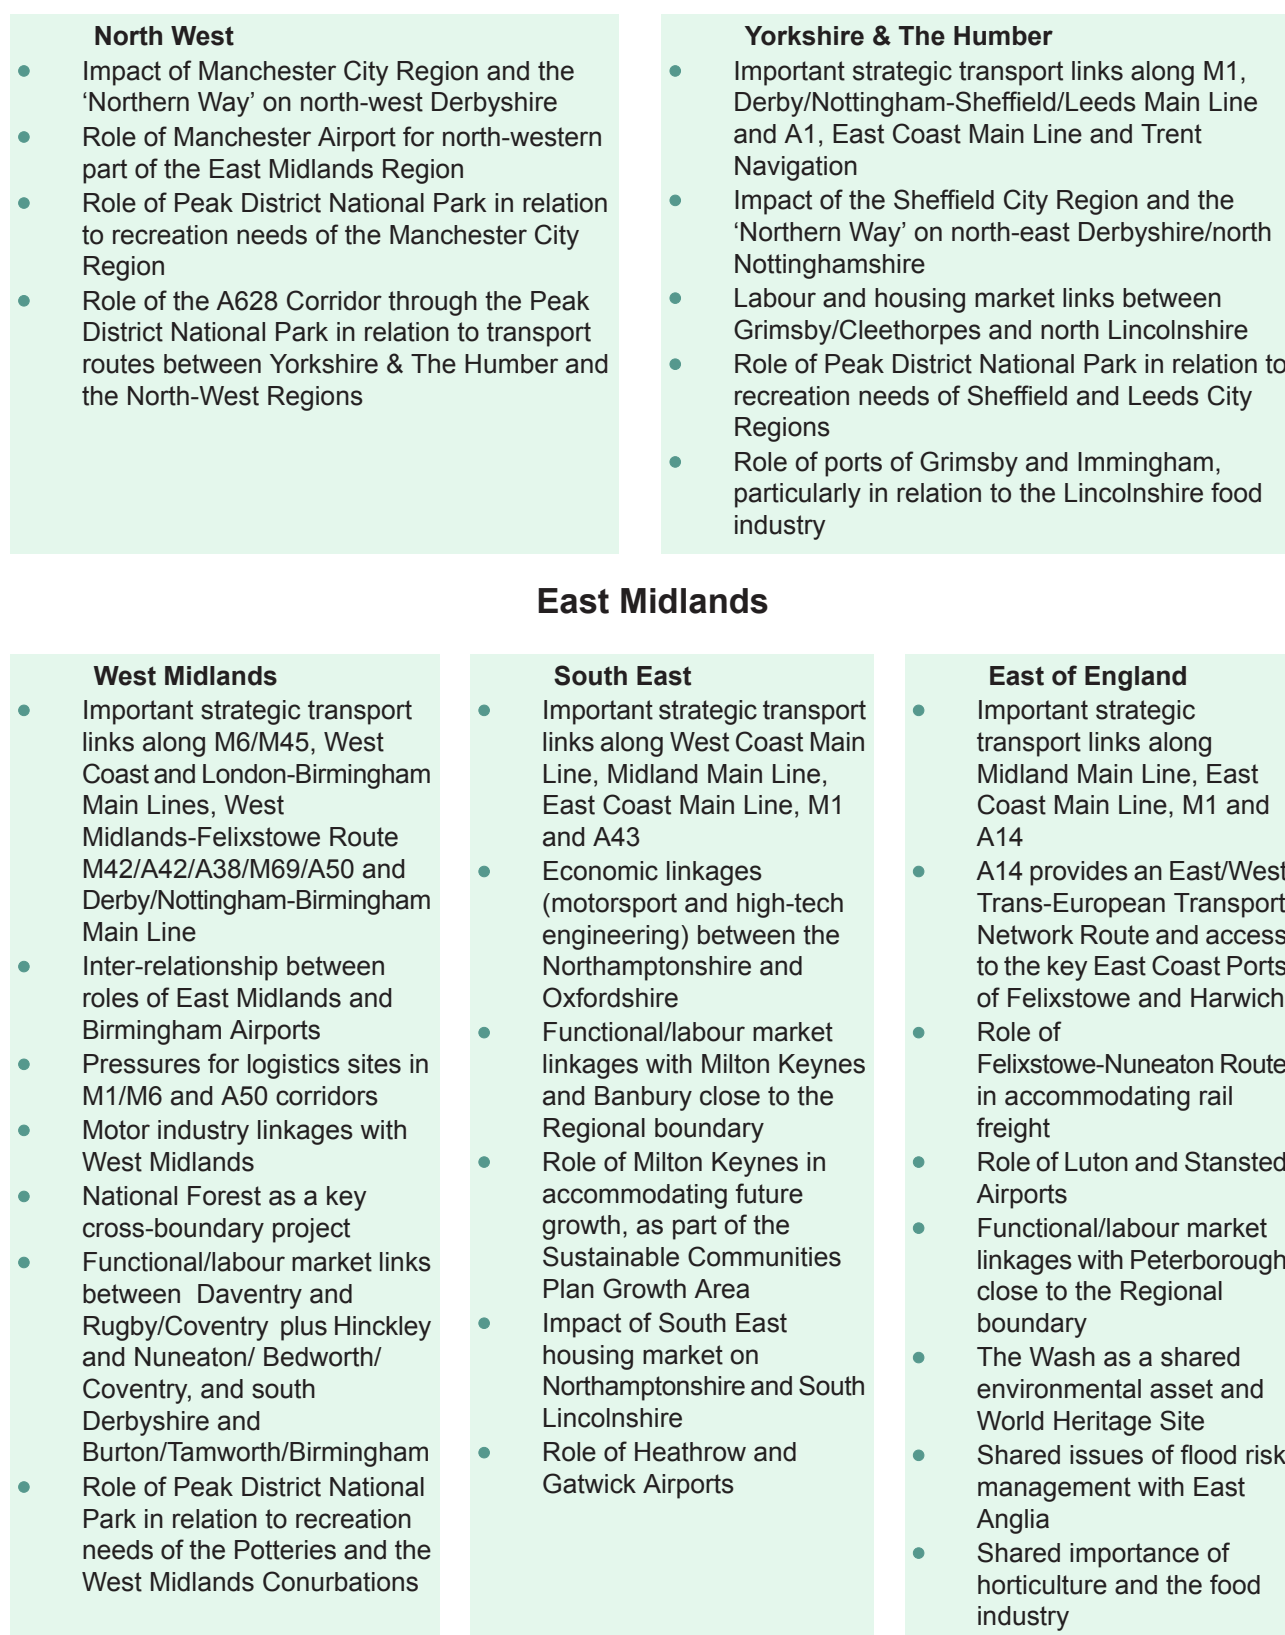 North West
● Impact of Manchester City Region and the
‘Northern Way’ on north-west Derbyshire
● Role of Manchester Airport for north-western
part of the East Midlands Region
● Role of Peak District National Park in relation
to recreation needs of the Manchester City
Region
● Role of the A628 Corridor through the Peak
District National Park in relation to transport
routes between Yorkshire & The Humber and
the North-West Regions
Yorkshire & The Humber
● Important strategic transport links along M1,
Derby/Nottingham-Sheffield/Leeds Main Line
and A1, East Coast Main Line and Trent
Navigation
● Impact of the Sheffield City Region and the
‘Northern Way’ on north-east Derbyshire/north
Nottinghamshire
● Labour and housing market links between
Grimsby/Cleethorpes and north Lincolnshire
● Role of Peak District National Park in relation to
recreation needs of Sheffield and Leeds City
Regions
● Role of ports of Grimsby and Immingham,
particularly in relation to the Lincolnshire food
industry
East Midlands
West Midlands
● Important strategic transport
links along M6/M45, West
Coast and London-Birmingham
Main Lines, West
Midlands-Felixstowe Route
M42/A42/A38/M69/A50 and
Derby/Nottingham-Birmingham
Main Line
● Inter-relationship between
roles of East Midlands and
Birmingham Airports
● Pressures for logistics sites in
M1/M6 and A50 corridors
● Motor industry linkages with
West Midlands
● National Forest as a key
cross-boundary project
● Functional/labour market links
between Daventry and
Rugby/Coventry plus Hinckley
and Nuneaton/ Bedworth/
Coventry, and south
Derbyshire and
Burton/Tamworth/Birmingham
● Role of Peak District National
Park in relation to recreation
needs of the Potteries and the
West Midlands Conurbations
South East
● Important strategic transport
links along West Coast Main
Line, Midland Main Line,
East Coast Main Line, M1
and A43
● Economic linkages
(motorsport and high-tech
engineering) between the
Northamptonshire and
Oxfordshire
● Functional/labour market
linkages with Milton Keynes
and Banbury close to the
Regional boundary
● Role of Milton Keynes in
accommodating future
growth, as part of the
Sustainable Communities
Plan Growth Area
● Impact of South East
housing market on
Northamptonshire and South
Lincolnshire
● Role of Heathrow and
Gatwick Airports
East of England
● Important strategic
transport links along
Midland Main Line, East
Coast Main Line, M1 and
A14
● A14 provides an East/West
Trans-European Transport
Network Route and access
to the key East Coast Ports
of Felixstowe and Harwich
● Role of
Felixstowe-Nuneaton Route
in accommodating rail
freight
● Role of Luton and Stansted
Airports
● Functional/labour market
linkages with Peterborough
close to the Regional
boundary
● The Wash as a shared
environmental asset and
World Heritage Site
● Shared issues of flood risk
management with East
Anglia
● Shared importance of
horticulture and the food
industry